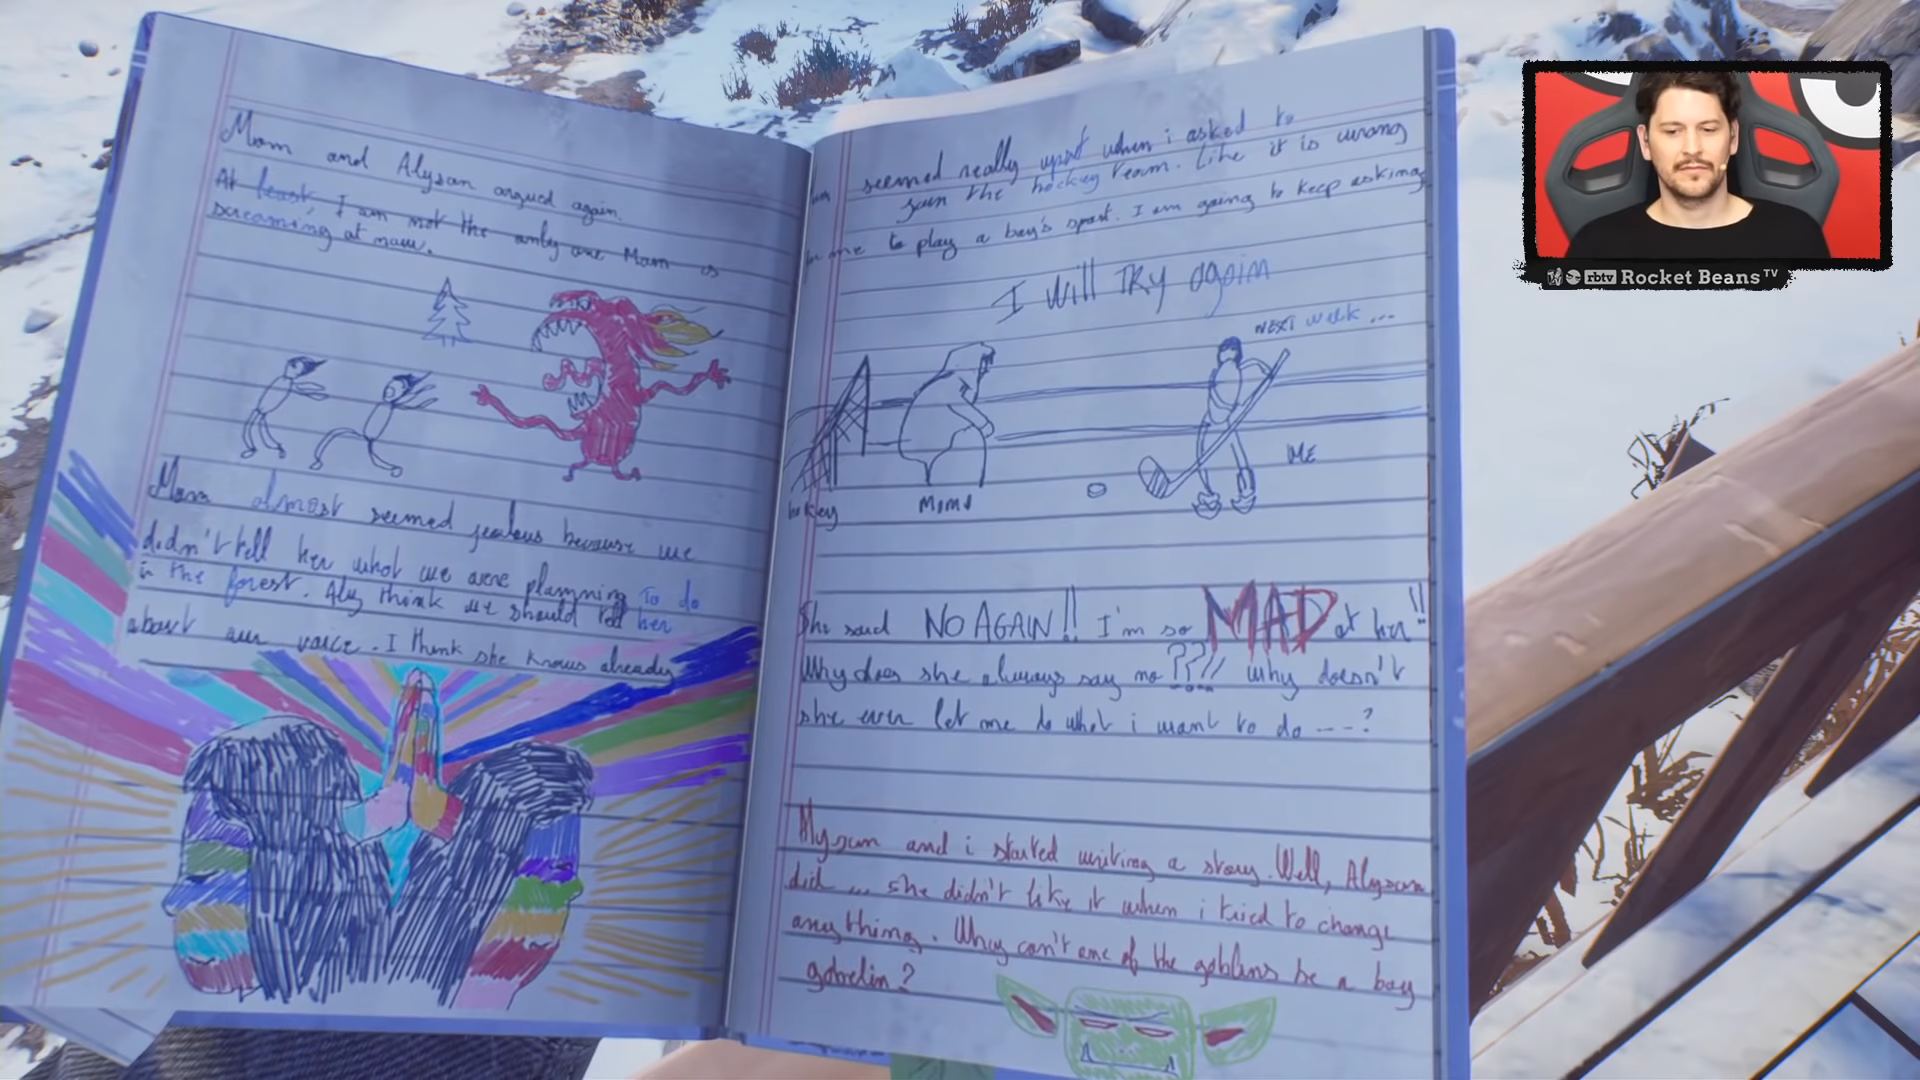 Mom and Alyson argued again.
At least, I am not the only one Mom is
screaming at now.
Mom almost seemed jealous because we
didn't tell her what we were planning To do
in the forest. Aly think we should tell her
about our voice. I think she knows already
seemed really upset when i asked to
join the hockey team. Like it is wrong
for me to play a boy's sport. I am going to keep asking
I will TRY again
NEXT week ...
ME
hokey
Moms
She said NO AGAIN!! I'm so MAD at her!!
Why does she always say no ??!! why doesn't
she ever let me do what i want to do ---?
Alyson and i started writing a story. Well, Alyson
did ... she didn't like it when i tried to change
anything. Why can't one of the goblins be a boy
gobelin?
rbtv Rocket Beans TV